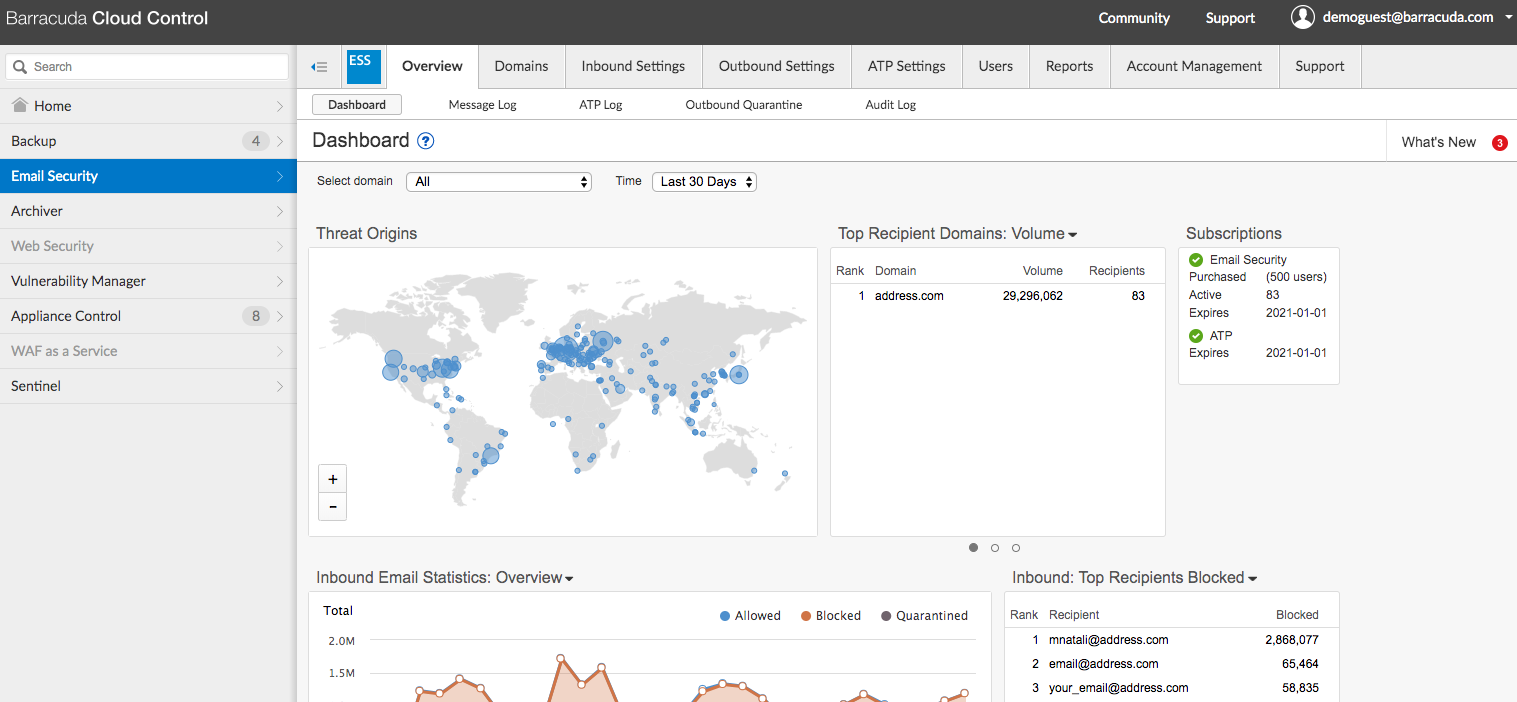 Barracuda Cloud Control
Community Support demoguest@barracuda.com
Search
Home
Backup 4
Email Security
Archiver
Web Security
Vulnerability Manager
Appliance Control 8
WAF as a Service
Sentinel
ESS Overview Domains Inbound Settings Outbound Settings ATP Settings Users Reports Account Management Support
Dashboard Message Log ATP Log Outbound Quarantine Audit Log
Dashboard ?
What's New 3
Select domain All Time Last 30 Days
Threat Origins
+
-
Top Recipient Domains: Volume
Rank Domain Volume Recipients
1 address.com 29,296,062 83
Subscriptions
Email Security
Purchased (500 users)
Active 83
Expires 2021-01-01
ATP
Expires 2021-01-01
Inbound Email Statistics: Overview
Total
Allowed Blocked Quarantined
2.0M
1.5M
Inbound: Top Recipients Blocked
Rank Recipient Blocked
1 mnatali@address.com 2,868,077
2 email@address.com 65,464
3 your_email@address.com 58,835